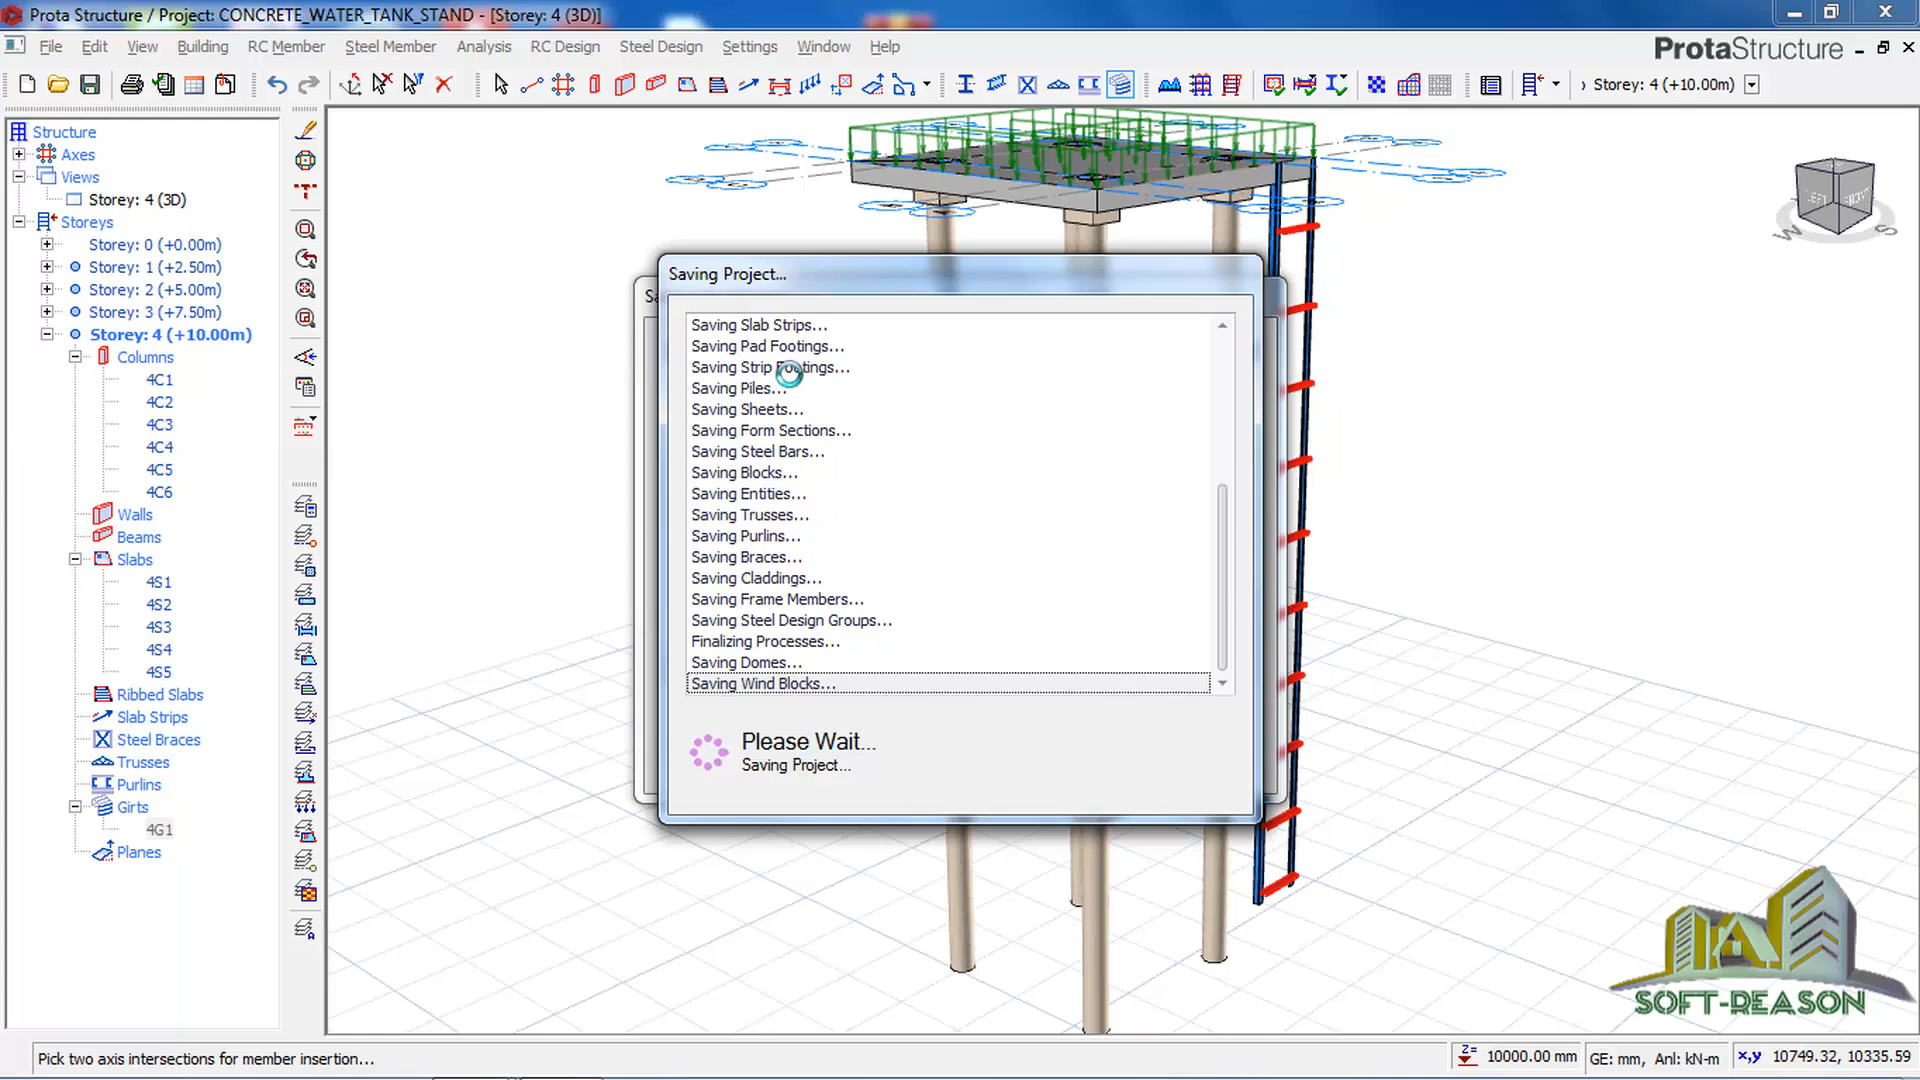 Prota Structure / Project: CONCRETE_WATER_TANK_STAND - [Storey: 4 (3D)]
File Edit View Building RC Member Steel Member Analysis RC Design Steel Design Settings Window Help
ProtaStructure
Storey: 4 (+10.00m)
Structure
Axes
Views
Storey: 4 (3D)
Storeys
Storey: 0 (+0.00m)
Storey: 1 (+2.50m)
Storey: 2 (+5.00m)
Storey: 3 (+7.50m)
Storey: 4 (+10.00m)
Columns
4C1
4C2
4C3
4C4
4C5
4C6
Walls
Beams
Slabs
4S1
4S2
4S3
4S4
4S5
Ribbed Slabs
Slab Strips
Steel Braces
Trusses
Purlins
Girts
4G1
Planes
Saving Project...
Saving Slab Strips...
Saving Pad Footings...
Saving Strip Footings...
Saving Piles...
Saving Sheets...
Saving Form Sections...
Saving Steel Bars...
Saving Blocks...
Saving Entities...
Saving Trusses...
Saving Purlins...
Saving Braces...
Saving Claddings...
Saving Frame Members...
Saving Steel Design Groups...
Finalizing Processes...
Saving Domes...
Saving Wind Blocks...
Please Wait...
Saving Project...
LEFT
W
S
SOFT-REASON
Pick two axis intersections for member insertion...
Z= 10000.00 mm
GE: mm, Anl: kN-m
x,y 10749.32, 10335.59